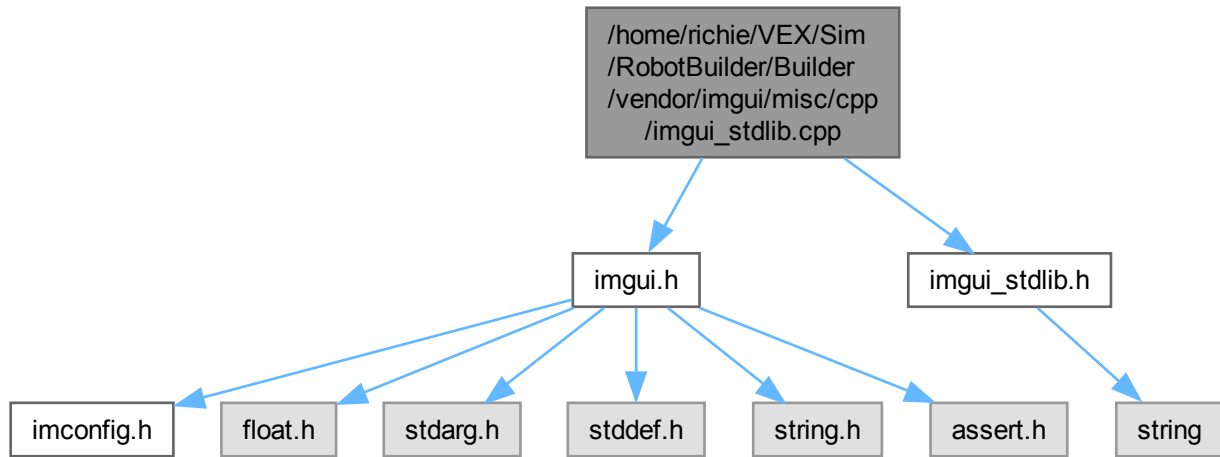 /home/richie/VEX/Sim
/RobotBuilder/Builder
/vendor/imgui/misc/cpp
/imgui_stdlib.cpp
imgui.h
imgui_stdlib.h
imconfig.h
float.h
stdarg.h
stddef.h
string.h
assert.h
string